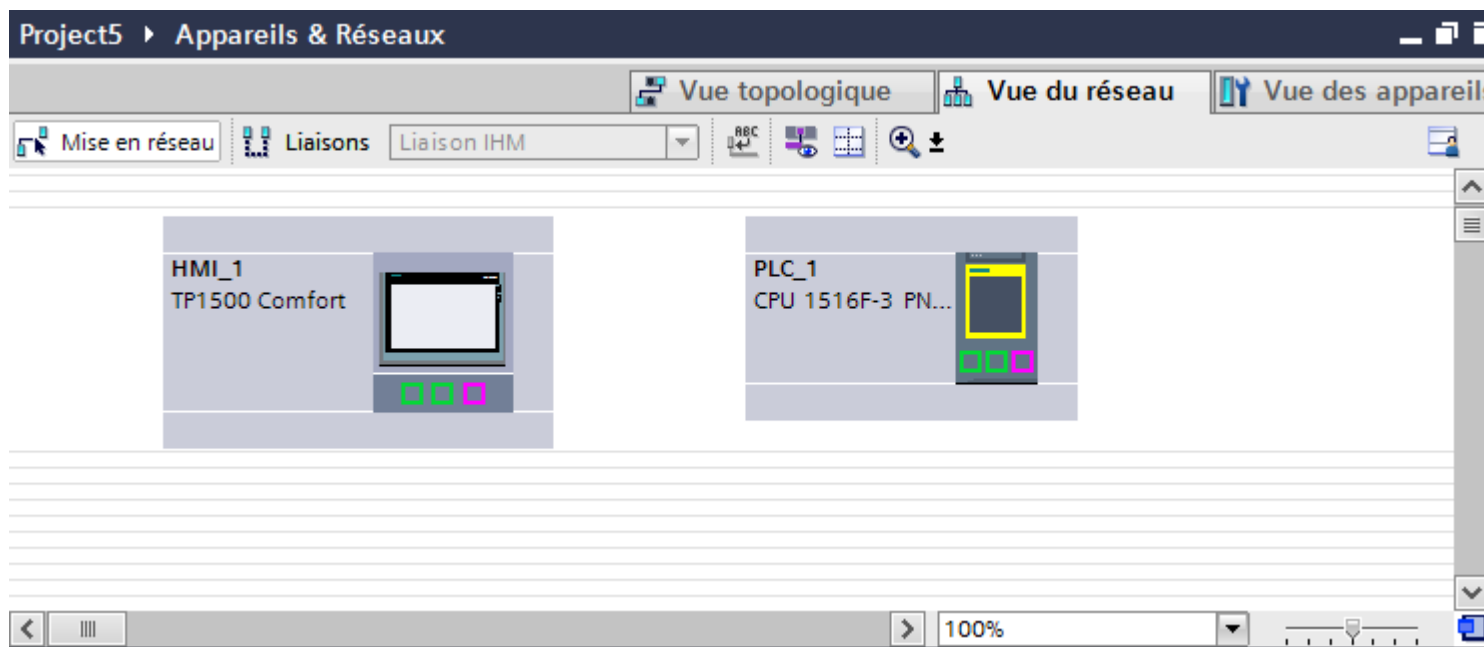 Project5 ▸ Appareils & Réseaux
Vue topologique Vue du réseau Vue des appareils
Mise en réseau Liaisons Liaison IHM
ABC
HMI_1
TP1500 Comfort
PLC_1
CPU 1516F-3 PN...
100%